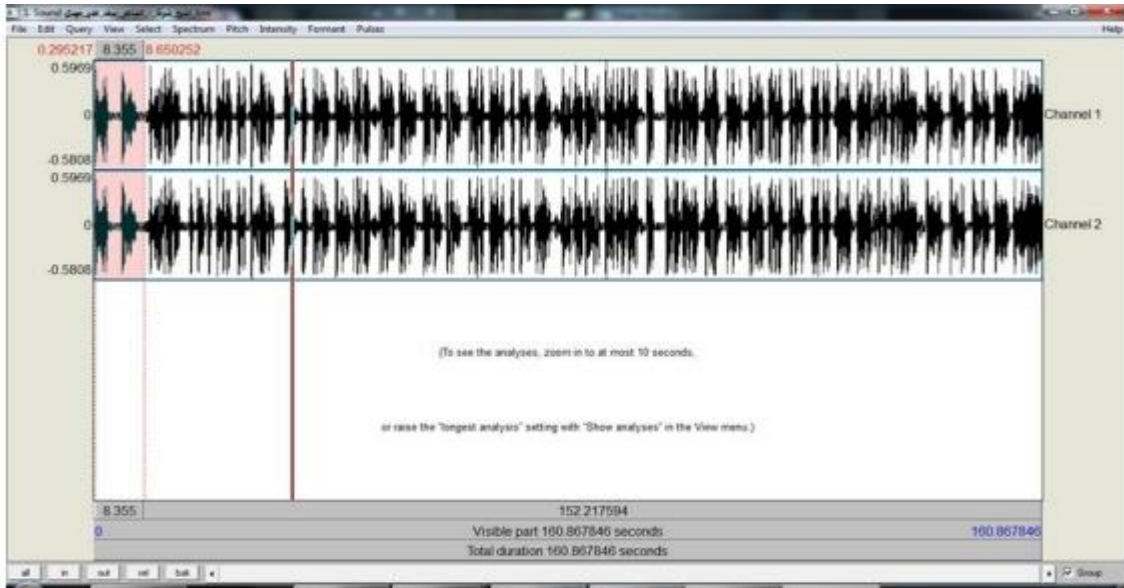 File Edit Query View Select Spectrum Pitch Intensity Formant Pulses Help
0.295217 8.355 8.650252
0.5969
0
-0.5808
Channel 1
0.5969
0
-0.5808
Channel 2
(To see the analyses, zoom in to at most 10 seconds,
or raise the "longest analysis" setting with "Show analyses" in the View menu.)
8.355 152.217594
0 Visible part 160.867846 seconds 160.867846
Total duration 160.867846 seconds
all in out sel bak Group